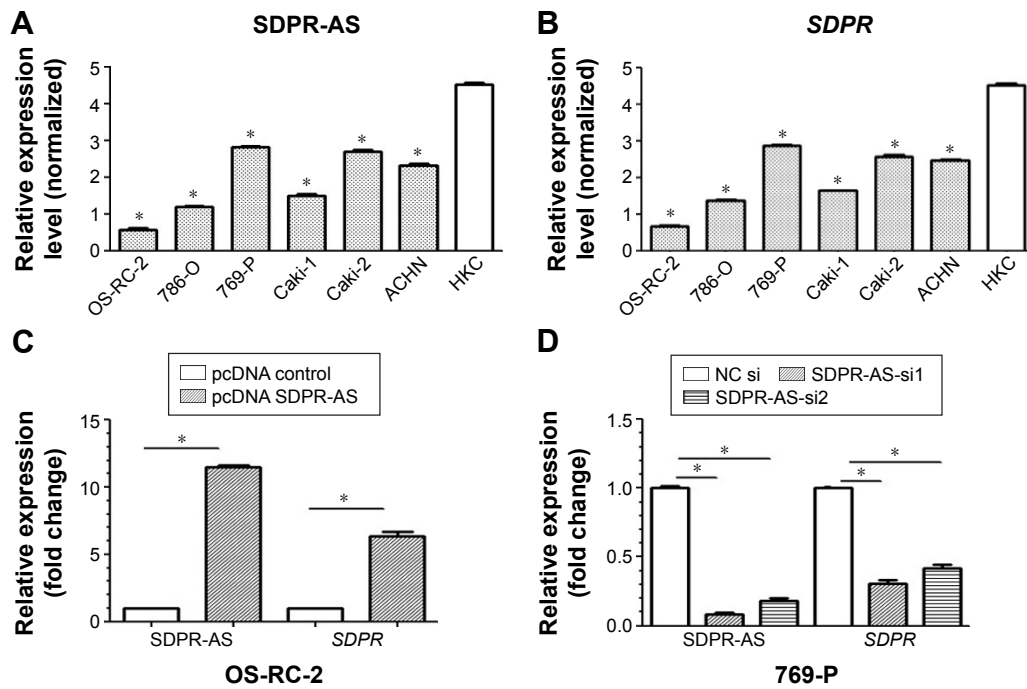 A
SDPR-AS
Relative expression
level (normalized)
5
4
3
2
1
0
*
*
*
*
*
*
OS-RC-2
786-O
769-P
Caki-1
Caki-2
ACHN
HKC
B
SDPR
Relative expression
level (normalized)
5
4
3
2
1
0
*
*
*
*
*
*
OS-RC-2
786-O
769-P
Caki-1
Caki-2
ACHN
HKC
C
pcDNA control
pcDNA SDPR-AS
Relative expression
(fold change)
15
10
5
0
*
*
SDPR-AS
SDPR
OS-RC-2
D
NC si
SDPR-AS-si1
SDPR-AS-si2
Relative expression
(fold change)
1.5
1.0
0.5
0.0
*
*
*
*
SDPR-AS
SDPR
769-P